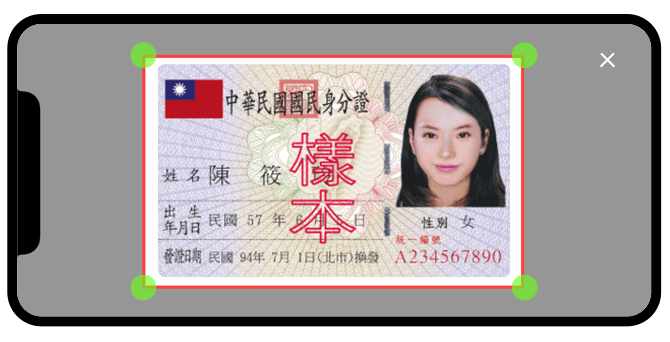 中華民國國民身分證
樣本
姓名 陳 筱
出生年月日 民國 57 年 6 月 5 日
性別 女
統一編號
A234567890
發證日期 民國 94年 7月 1日(北市)換發